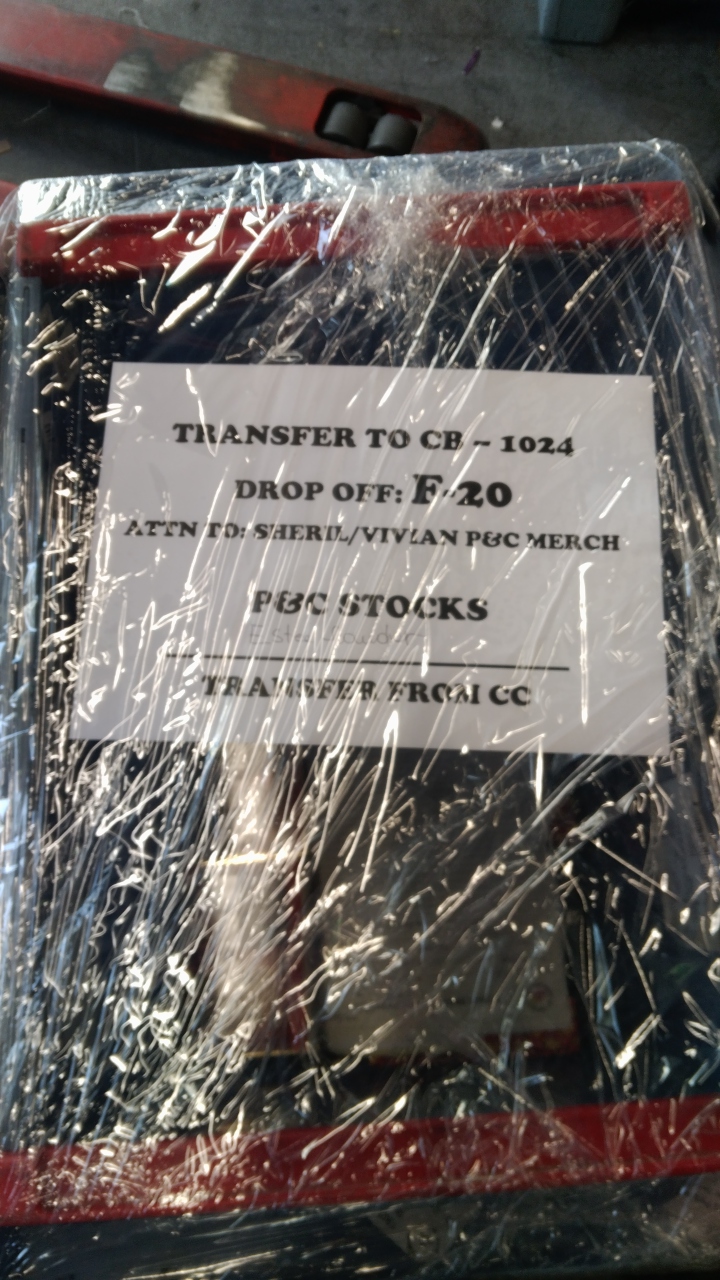 TRANSFER TO CB - 1024
DROP OFF: F-20
ATTN TO: SHERIL/VIVIAN P&C MERCH
P&C STOCKS
TRANSFER FROM CC